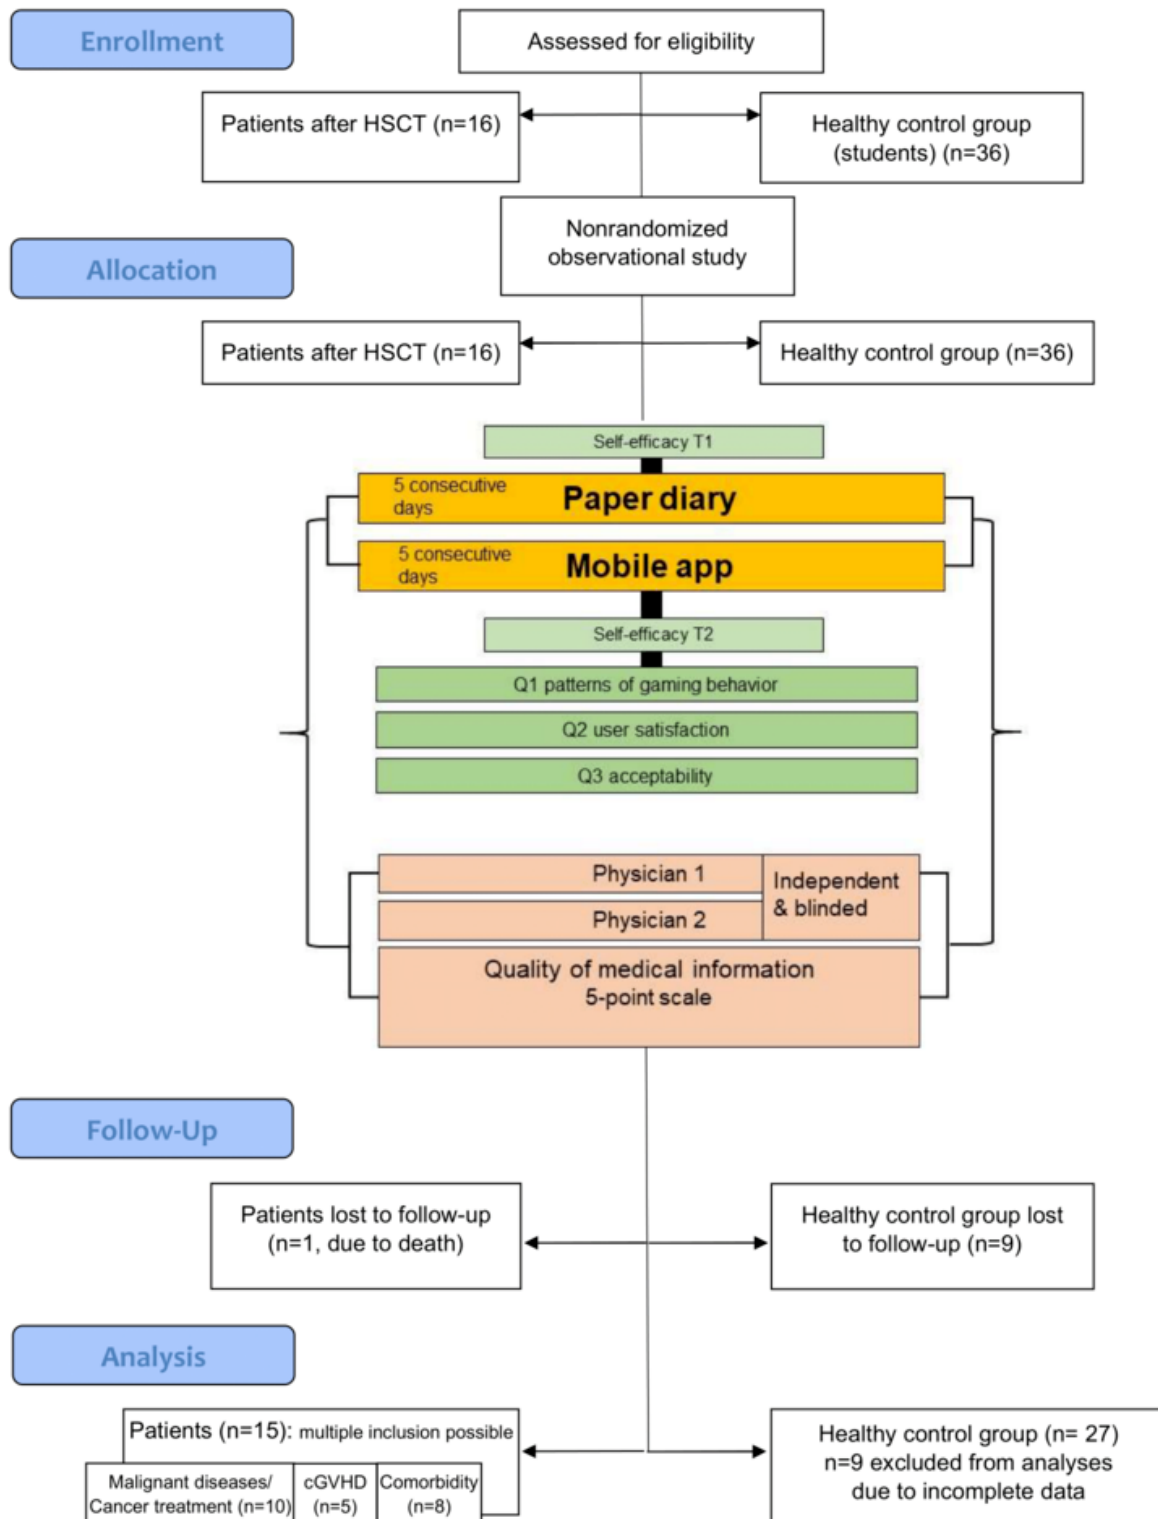 Enrollment
Assessed for eligibility
Patients after HSCT (n=16)
Healthy control group
(students) (n=36)
Nonrandomized
observational study
Allocation
Patients after HSCT (n=16)
Healthy control group (n=36)
Self-efficacy T1
5 consecutive
days
Paper diary
5 consecutive
days
Mobile app
Self-efficacy T2
Q1 patterns of gaming behavior
Q2 user satisfaction
Q3 acceptability
Physician 1
Physician 2
Independent
& blinded
Quality of medical information
5-point scale
Follow-Up
Patients lost to follow-up
(n=1, due to death)
Healthy control group lost
to follow-up (n=9)
Analysis
Patients (n=15): multiple inclusion possible
Malignant diseases/
Cancer treatment (n=10)
cGVHD
(n=5)
Comorbidity
(n=8)
Healthy control group (n= 27)
n=9 excluded from analyses
due to incomplete data